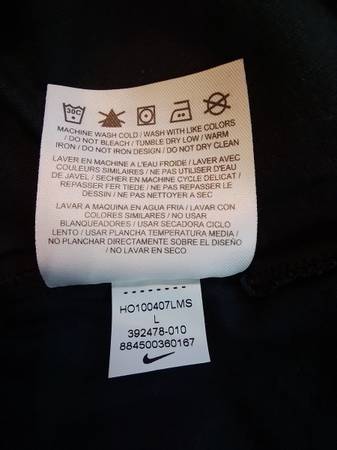 30C
MACHINE WASH COLD / WASH WITH LIKE COLORS
/ DO NOT BLEACH / TUMBLE DRY LOW / WARM
IRON / DO NOT IRON DESIGN / DO NOT DRY CLEAN
LAVER EN MACHINE A L'EAU FROIDE / LAVER AVEC
COULEURS SIMILAIRES / NE PAS UTILISER D'EAU
DE JAVEL / SECHER EN MACHINE CYCLE DELICAT /
REPASSER FER TIEDE / NE PAS REPASSER LE
DESSIN / NE PAS NETTOYER A SEC
LAVAR A MAQUINA EN AGUA FRIA / LAVAR CON
COLORES SIMILARES / NO USAR
BLANQUEADORES / USAR SECADORA CICLO
LENTO / USAR PLANCHA TEMPERATURA MEDIA /
NO PLANCHAR DIRECTAMENTE SOBRE EL DISEÑO
/ NO LAVAR EN SECO
HO100407LMS
L
392478-010
884500360167